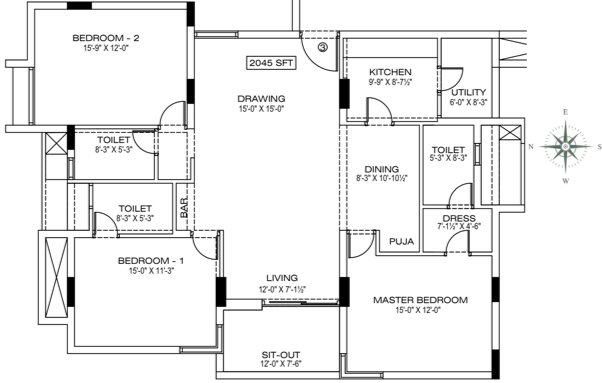 BEDROOM - 2
15'-9" X 12'-0"
2045 SFT
3
DRAWING
15'-0" X 15'-0"
KITCHEN
9'-9" X 8'-7½"
UTILITY
6'-0" X 8'-3"
TOILET
8'-3" X 5'-3"
TOILET
8'-3" X 5'-3"
BAR
DINING
8'-3" X 10'-10½"
TOILET
5'-3" X 8'-3"
E
N
S
W
DRESS
7'-1½" X 4'-6"
PUJA
BEDROOM - 1
15'-0" X 11'-3"
LIVING
12'-0" X 7'-1½"
MASTER BEDROOM
15'-0" X 12'-0"
SIT-OUT
12'-0" X 7'-6"